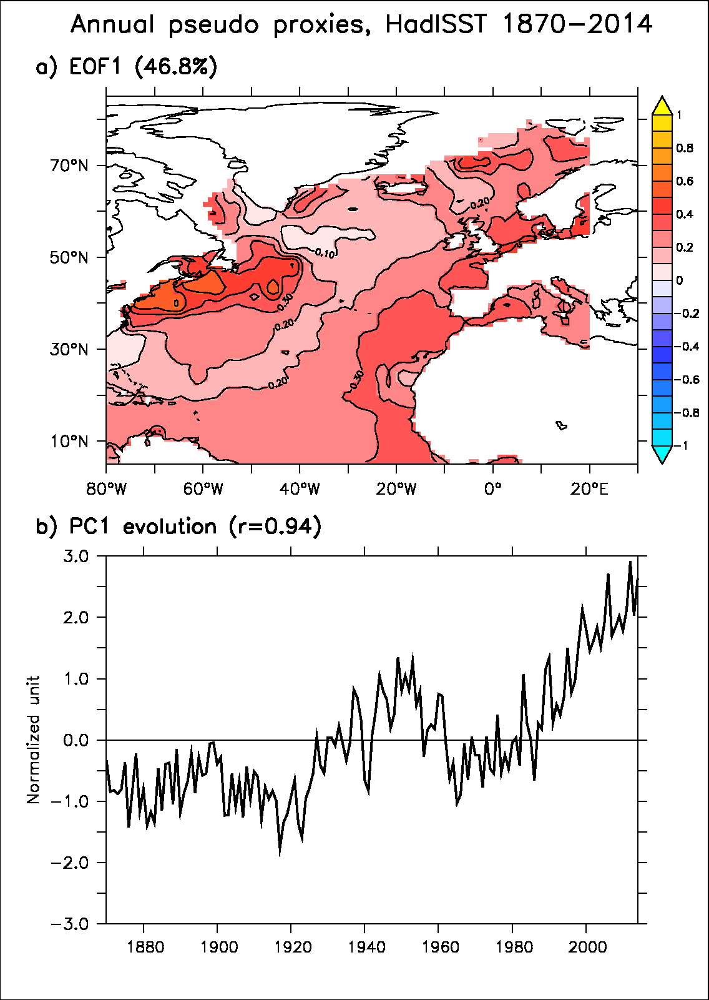 Annual pseudo proxies, HadISST 1870−2014
a) EOF1 (46.8%)
70°N
50°N
30°N
10°N
80°W 60°W 40°W 20°W 0° 20°E
0.20
0.10
0.30
0.20
0.20
0.30
1
0.8
0.6
0.4
0.2
0
−0.2
−0.4
−0.6
−0.8
−1
b) PC1 evolution (r=0.94)
Normalized unit
3.0
2.0
1.0
0.0
−1.0
−2.0
−3.0
1880 1900 1920 1940 1960 1980 2000